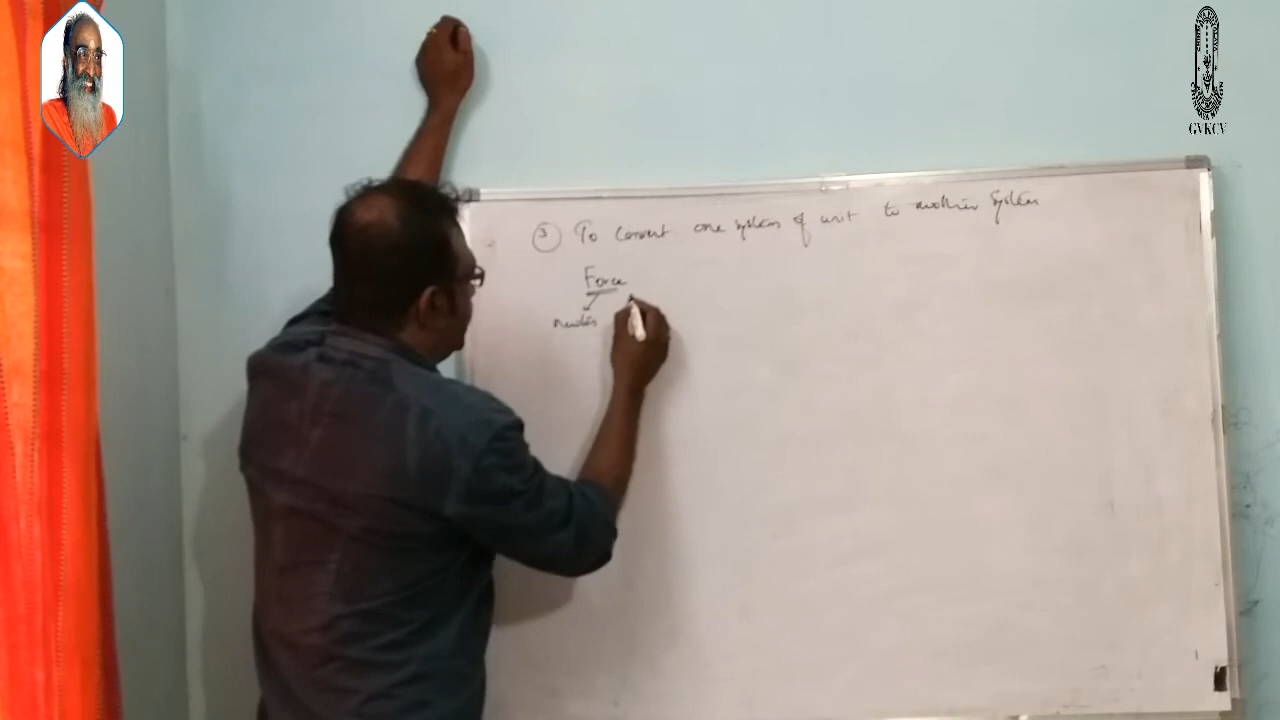 ③ To convert one system of unit to another system
Force
newton
GVKCV